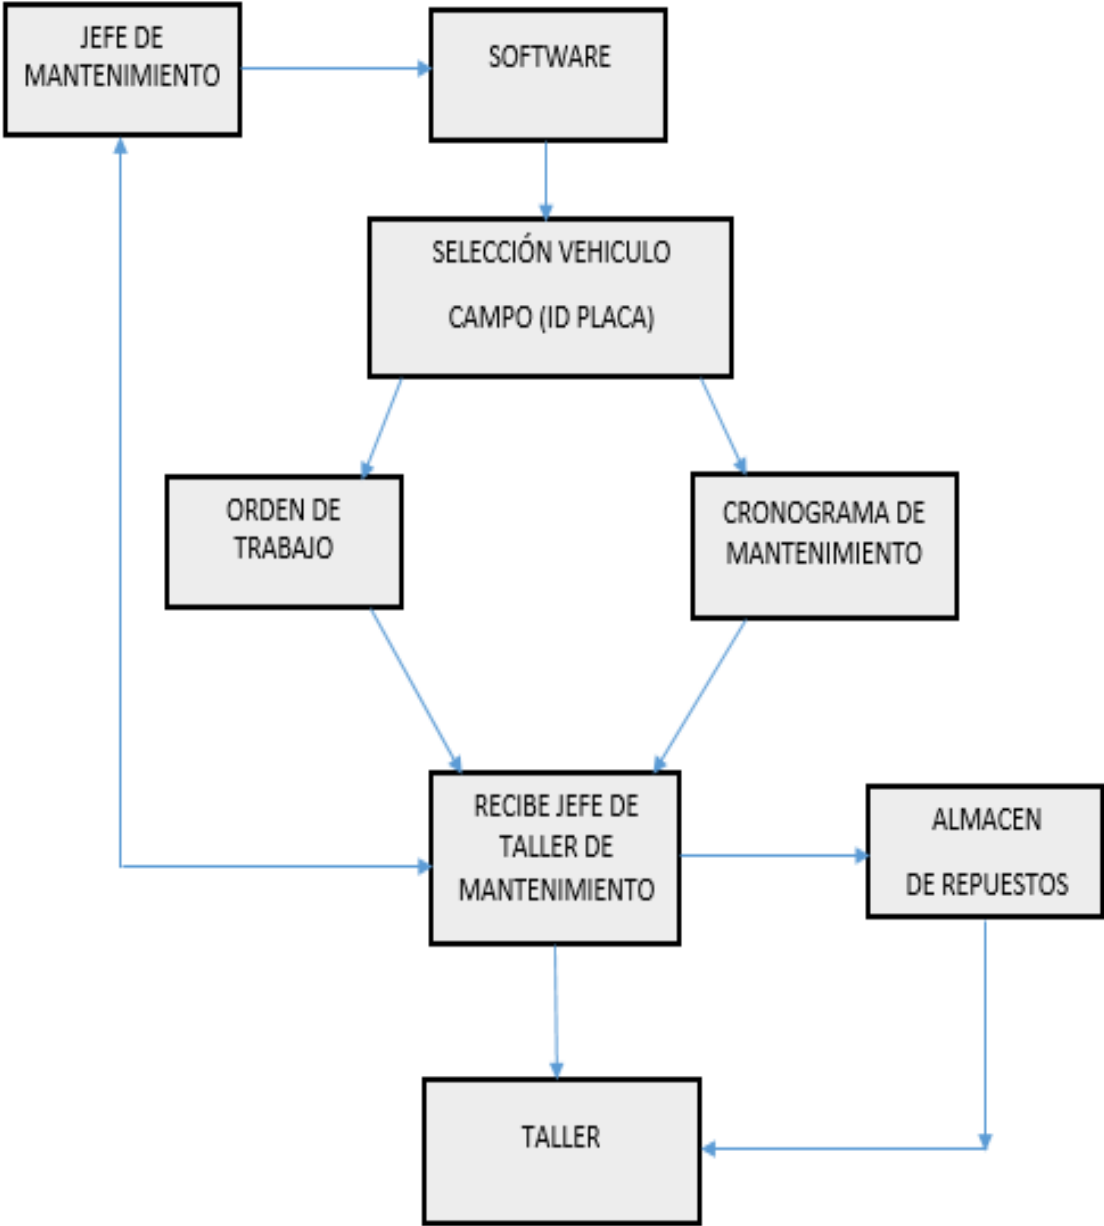 JEFE DE
MANTENIMIENTO
SOFTWARE
SELECCIÓN VEHICULO
CAMPO (ID PLACA)
ORDEN DE
TRABAJO
CRONOGRAMA DE
MANTENIMIENTO
RECIBE JEFE DE
TALLER DE
MANTENIMIENTO
ALMACEN
DE REPUESTOS
TALLER